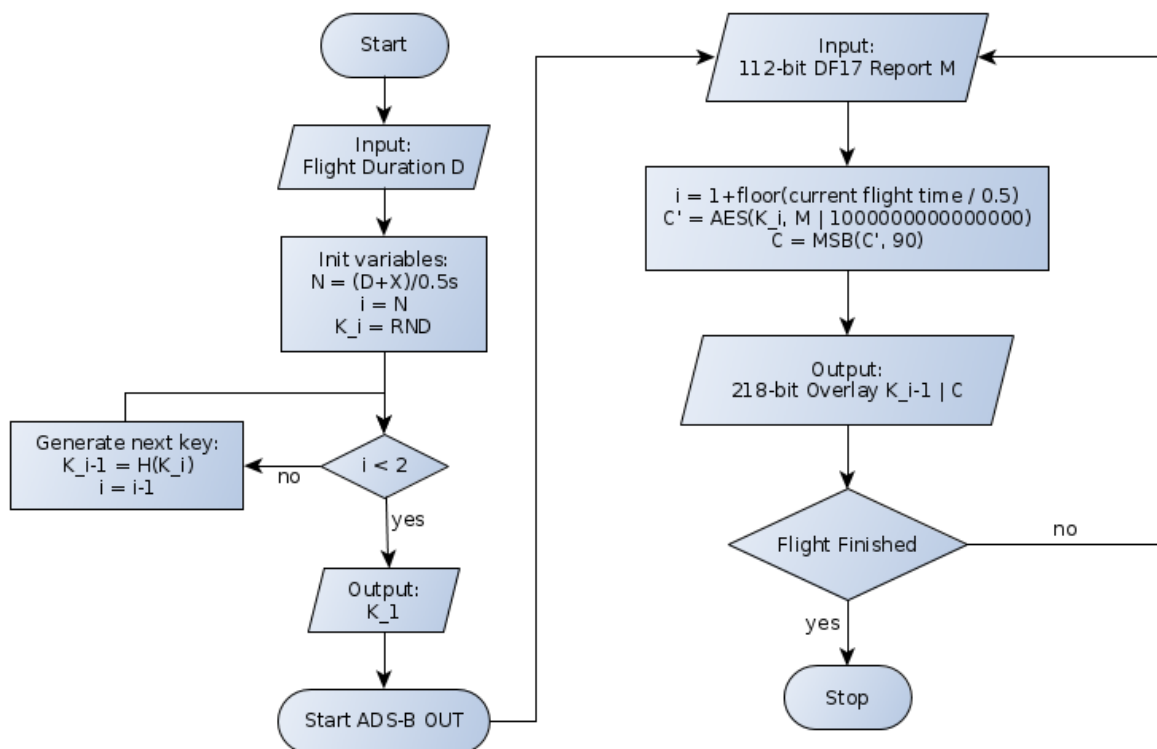 Start
Input:
Flight Duration D
Init variables:
N = (D+X)/0.5s
i = N
K_i = RND
Generate next key:
K_i-1 = H(K_i)
i = i-1
no
i < 2
yes
Output:
K_1
Start ADS-B OUT
Input:
112-bit DF17 Report M
i = 1+floor(current flight time / 0.5)
C' = AES(K_i, M | 1000000000000000)
C = MSB(C', 90)
Output:
218-bit Overlay K_i-1 | C
Flight Finished
no
yes
Stop